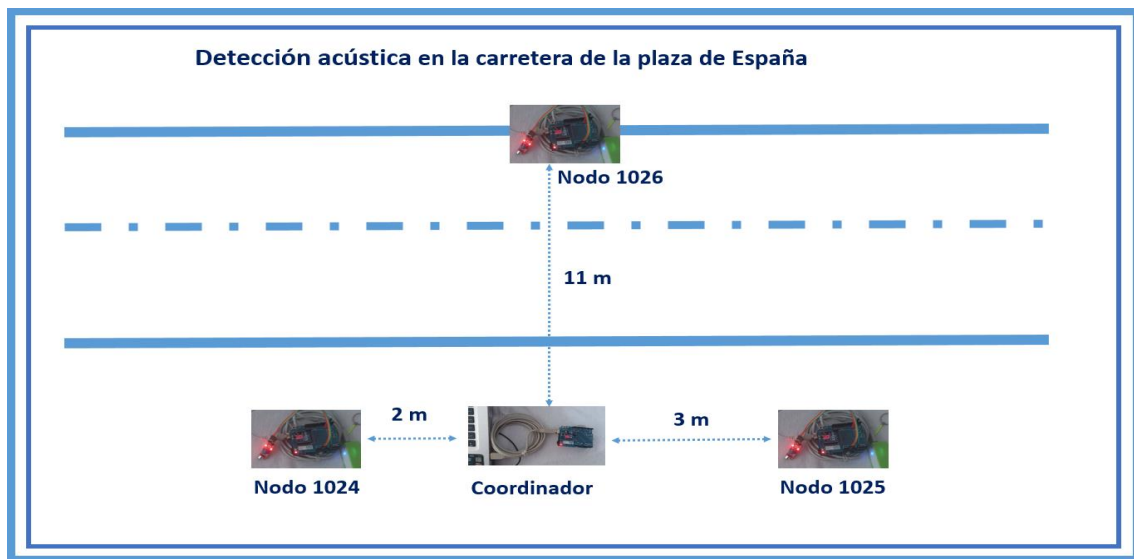 Detección acústica en la carretera de la plaza de España
Nodo 1026
11 m
2 m
3 m
Nodo 1024
Coordinador
Nodo 1025